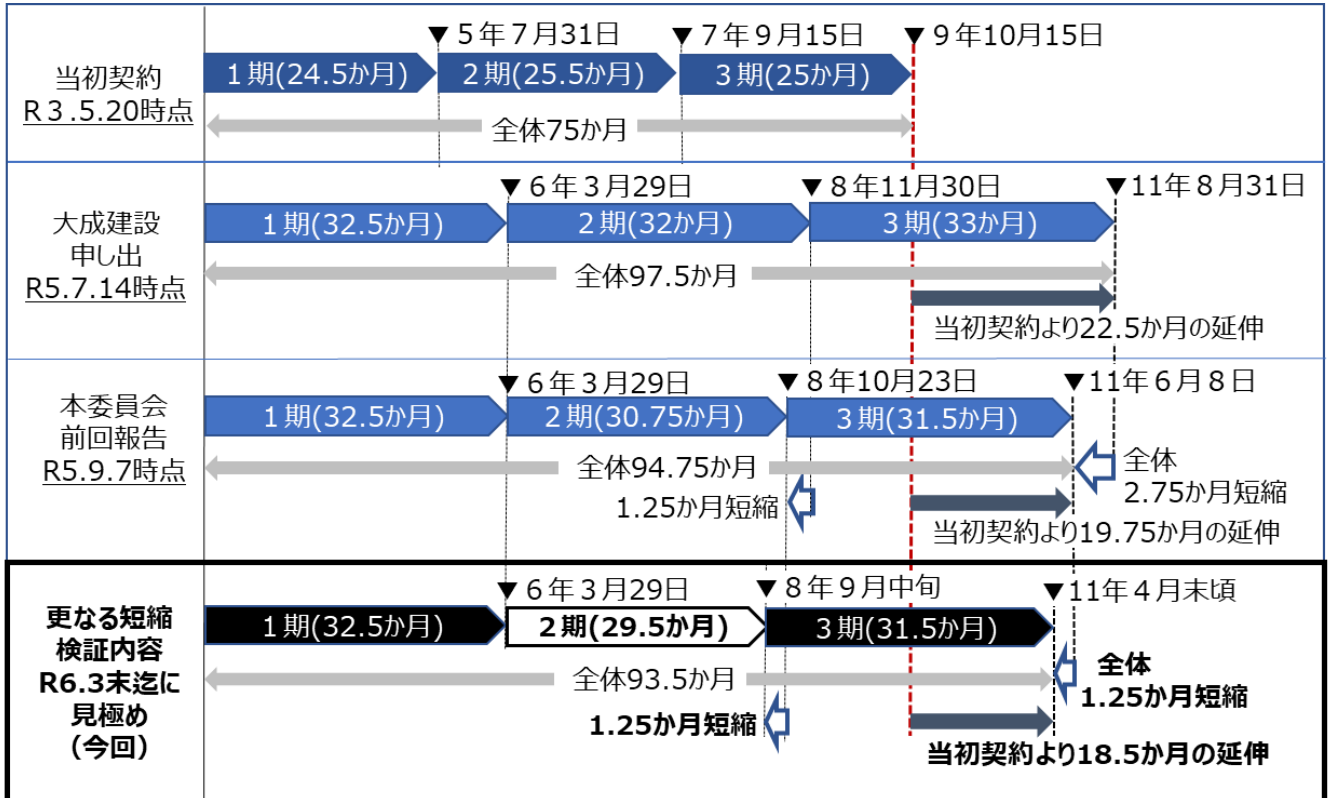 当初契約
R３.5.20時点
▼５年７月31日
▼７年９月15日
▼９年10月15日
１期(24.5か月)
２期(25.5か月)
３期(25か月)
全体75か月
大成建設
申し出
R5.7.14時点
▼６年３月29日
▼８年11月30日
▼11年８月31日
１期(32.5か月)
２期(32か月)
３期(33か月)
全体97.5か月
当初契約より22.5か月の延伸
本委員会
前回報告
R5.9.7時点
▼６年３月29日
▼８年10月23日
▼11年６月８日
１期(32.5か月)
２期(30.75か月)
３期(31.5か月)
全体94.75か月
全体
2.75か月短縮
1.25か月短縮
当初契約より19.75か月の延伸
更なる短縮
検証内容
R6.3末迄に
見極め
（今回）
▼６年３月29日
▼８年９月中旬
▼11年４月末頃
１期(32.5か月)
２期(29.5か月)
３期(31.5か月)
全体93.5か月
全体
1.25か月短縮
1.25か月短縮
当初契約より18.5か月の延伸